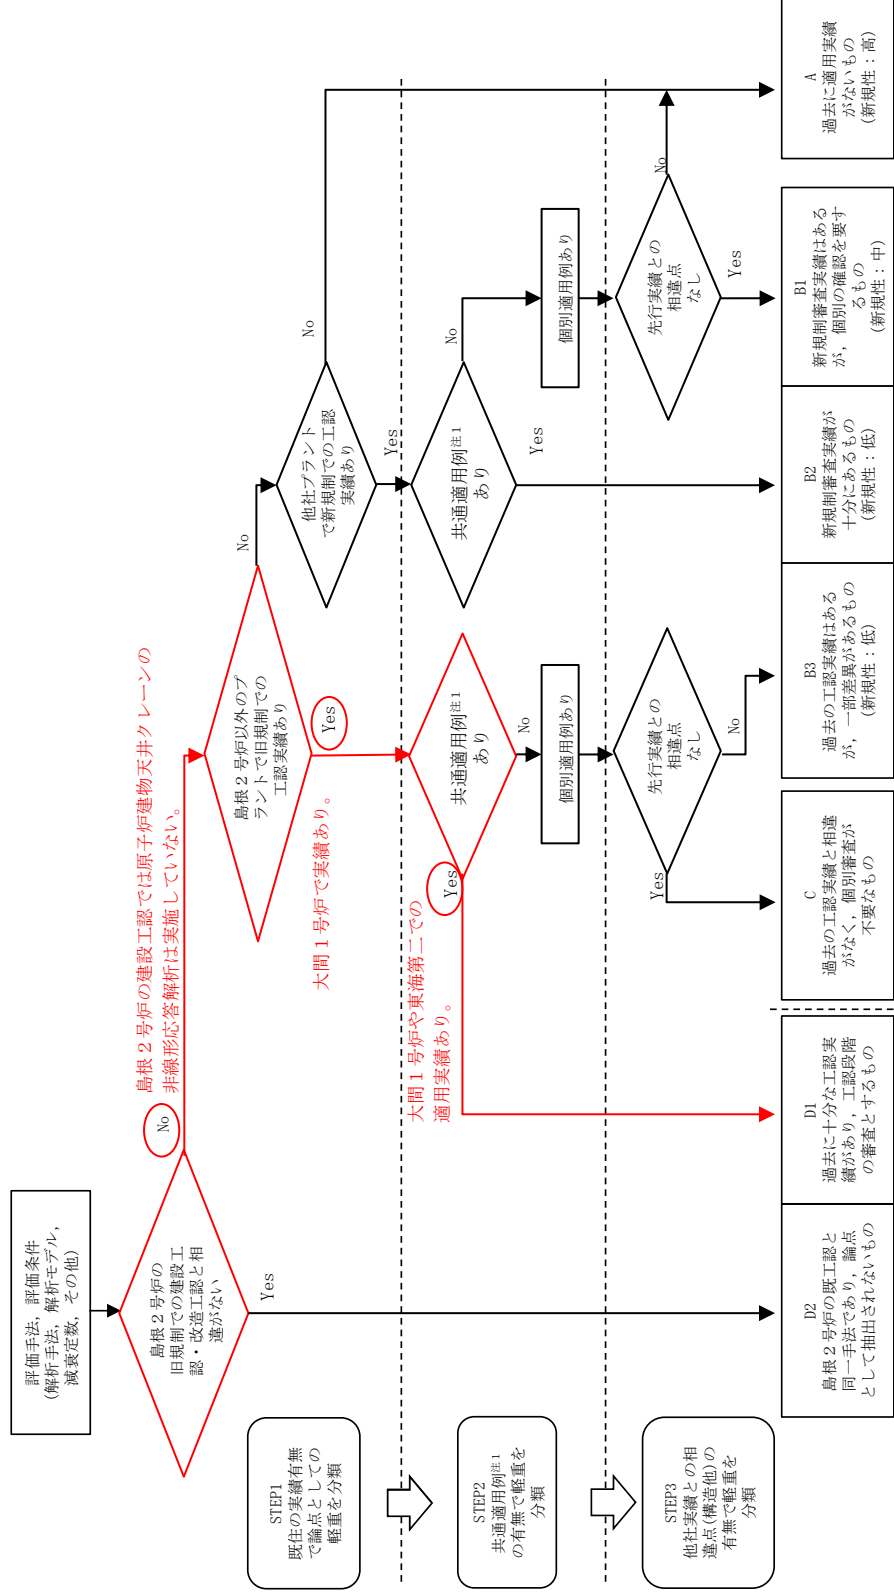 評価手法，評価条件
(解析手法，解析モデル，
減衰定数，その他)
島根２号炉の
旧規制での建設工
認・改造工認と相
違がない
No
Yes
島根２号炉の建設工認では原子炉建物天井クレーンの
非線形応答解析は実施していない。
島根２号炉以外のプ
ラントで旧規制での
工認実績あり
Yes
No
大間１号炉で実績あり。
他社プラント
で新規制での工認
実績あり
No
Yes
STEP1
既往の実績有無
で論点としての
軽重を分類
共通適用例注１
あり
Yes
No
大間１号炉や東海第二での
適用実績あり。
共通適用例注１
あり
Yes
No
STEP2
共通適用例注１
の有無で軽重を
分類
個別適用例あり
個別適用例あり
先行実績との
相違点
なし
Yes
No
先行実績との
相違点
なし
No
Yes
STEP3
他社実績との相
違点(構造他)の
有無で軽重を
分類
D2
島根２号炉の既工認と
同一手法であり，論点
として抽出されないもの
D1
過去に十分な工認実
績があり，工認段階
の審査とするもの
C
過去の工認実績と相違
がなく，個別審査が
不要なもの
B3
過去の工認実績はある
が，一部差異があるもの
(新規性：低)
B2
新規制審査実績が
十分にあるもの
(新規性：低)
B1
新規制審査実績はある
が，個別の確認を要す
るもの
(新規性：中)
A
過去に適用実績
がないもの
(新規性：高)